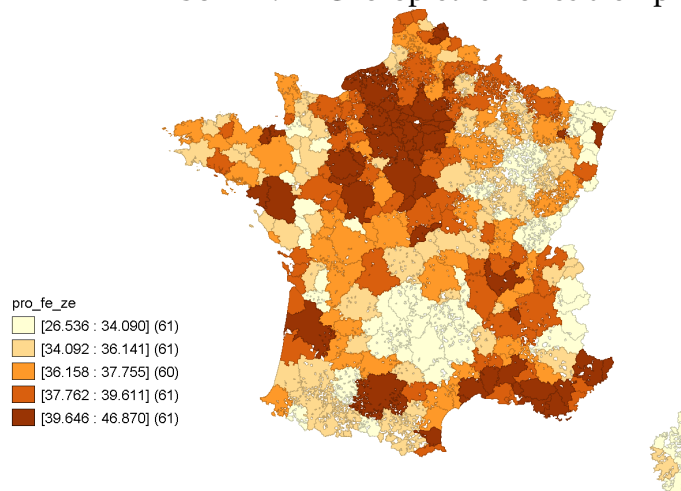 pro_fe_ze
[26.536 : 34.090] (61)
[34.092 : 36.141] (61)
[36.158 : 37.755] (60)
[37.762 : 39.611] (61)
[39.646 : 46.870] (61)